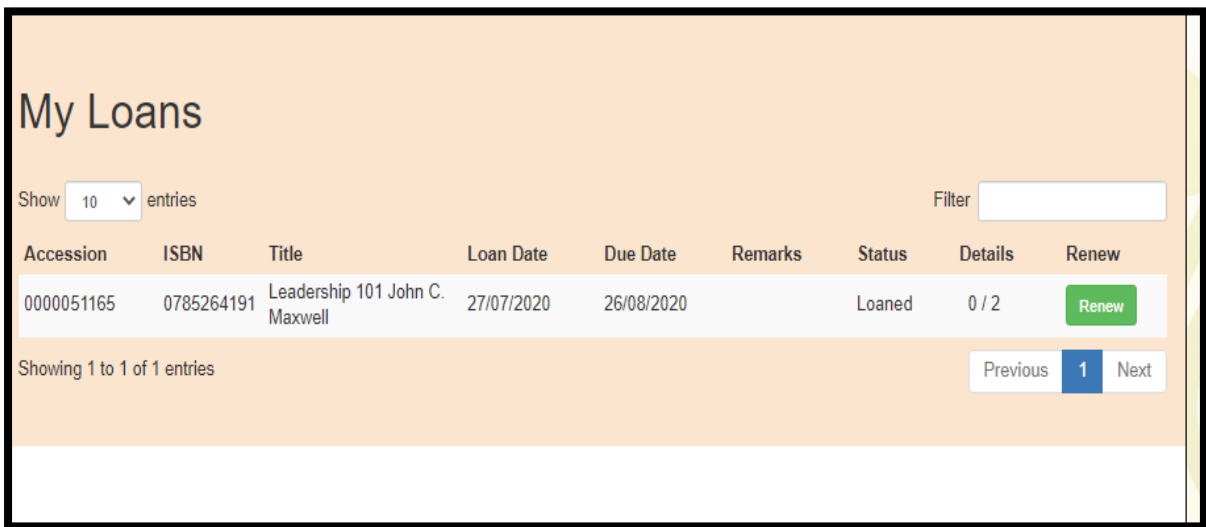 My Loans
Show 10 entries Filter
Accession ISBN Title Loan Date Due Date Remarks Status Details Renew
0000051165 0785264191 Leadership 101 John C. Maxwell 27/07/2020 26/08/2020 Loaned 0 / 2 Renew
Showing 1 to 1 of 1 entries Previous 1 Next